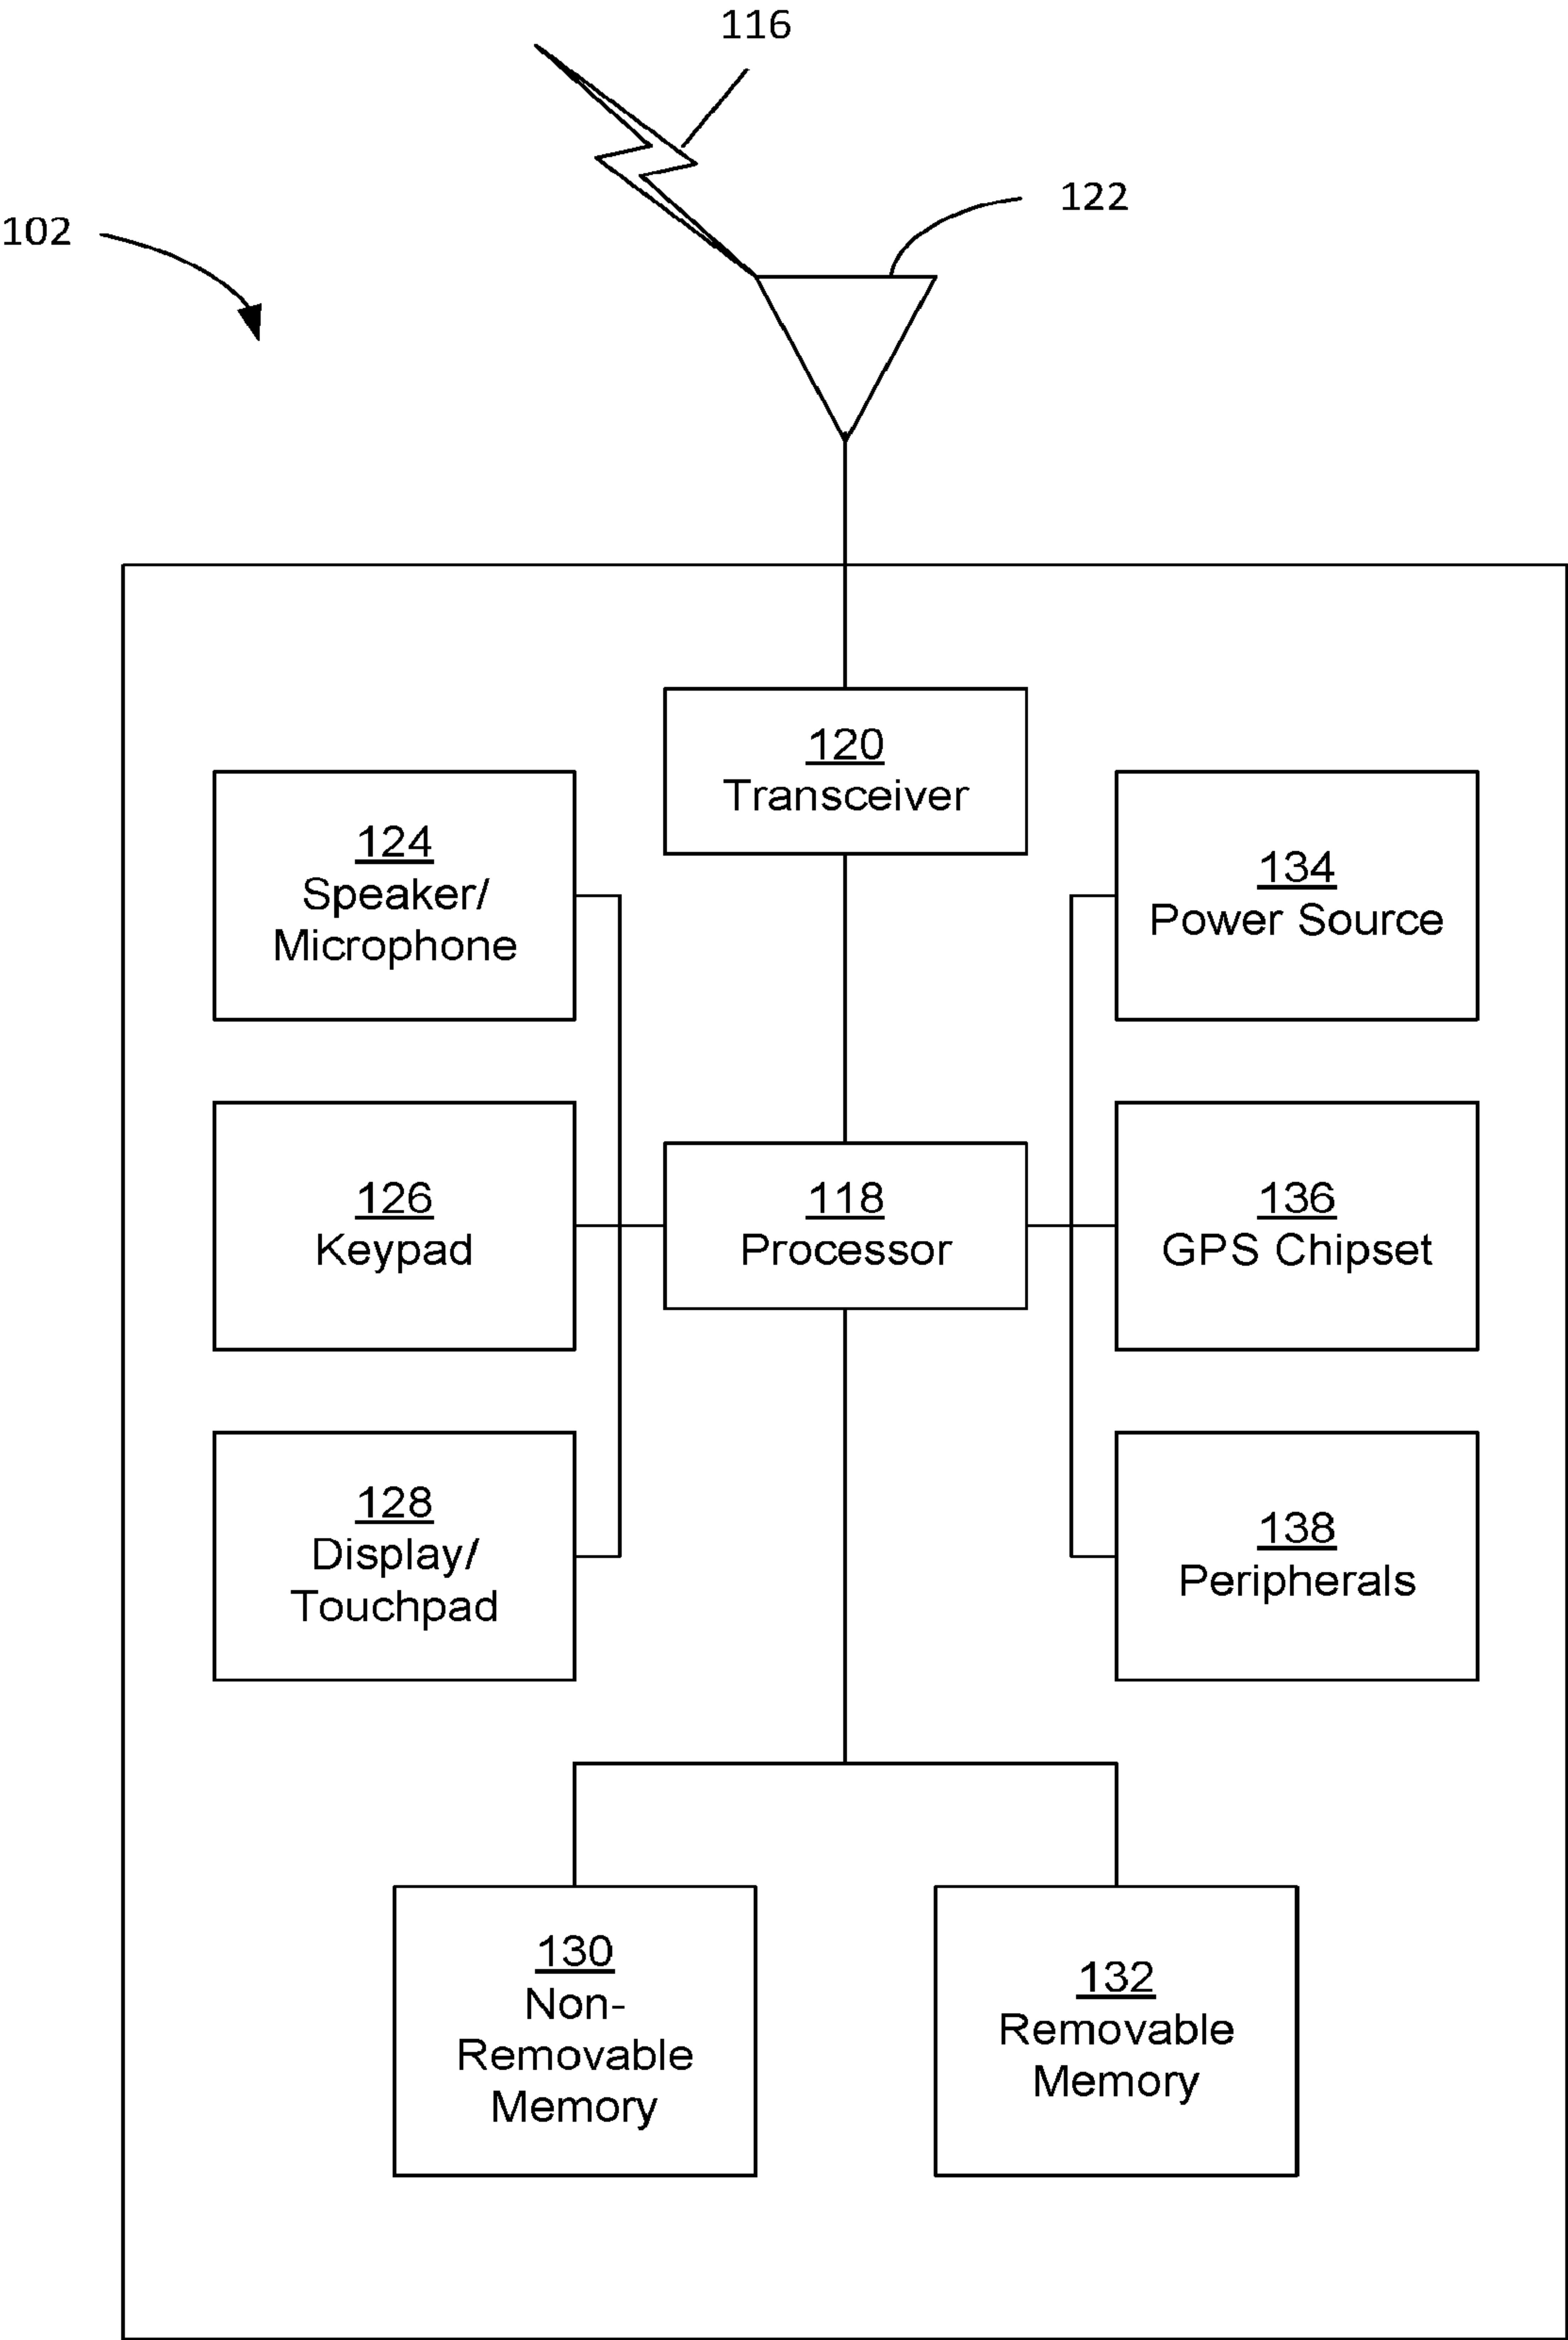 116
122
102
120
Transceiver
124
Speaker/
Microphone
134
Power Source
126
Keypad
118
Processor
136
GPS Chipset
128
Display/
Touchpad
138
Peripherals
130
Non-
Removable
Memory
132
Removable
Memory